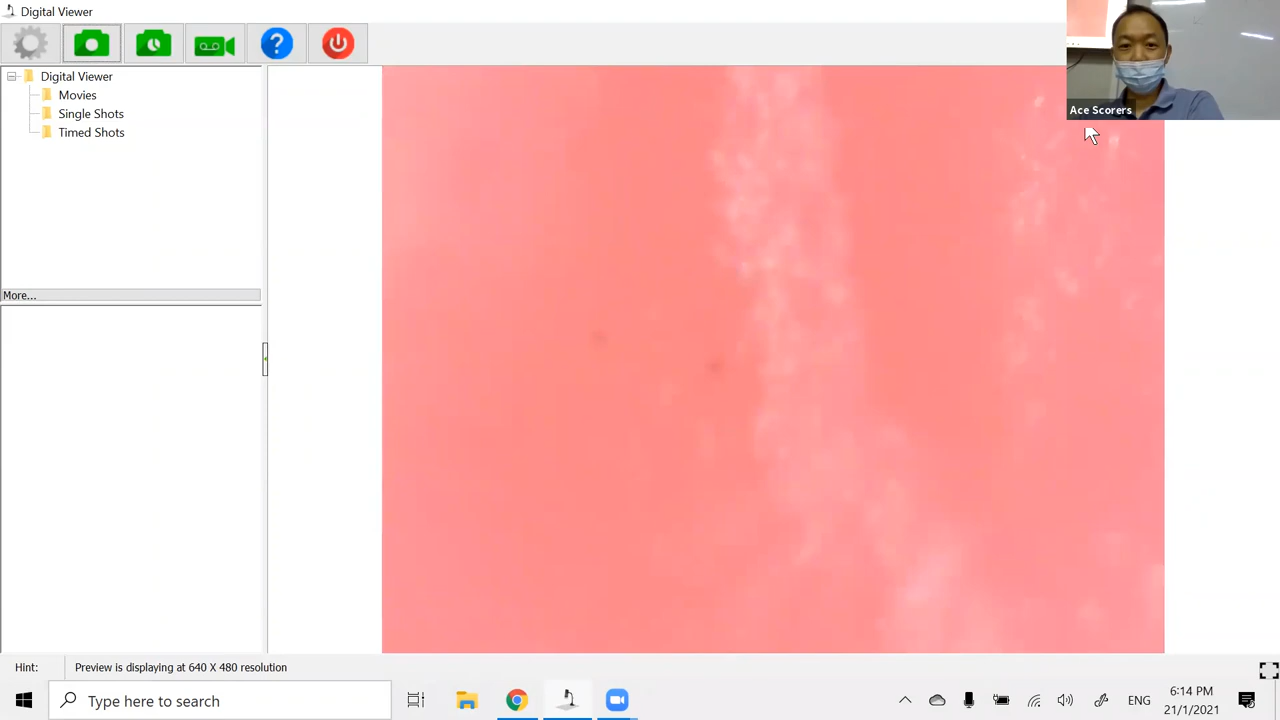 Digital Viewer
Digital Viewer
Movies
Single Shots
Timed Shots
More...
Ace Scorers
Hint:
Preview is displaying at 640 X 480 resolution
Type here to search
ENG
6:14 PM
21/1/2021